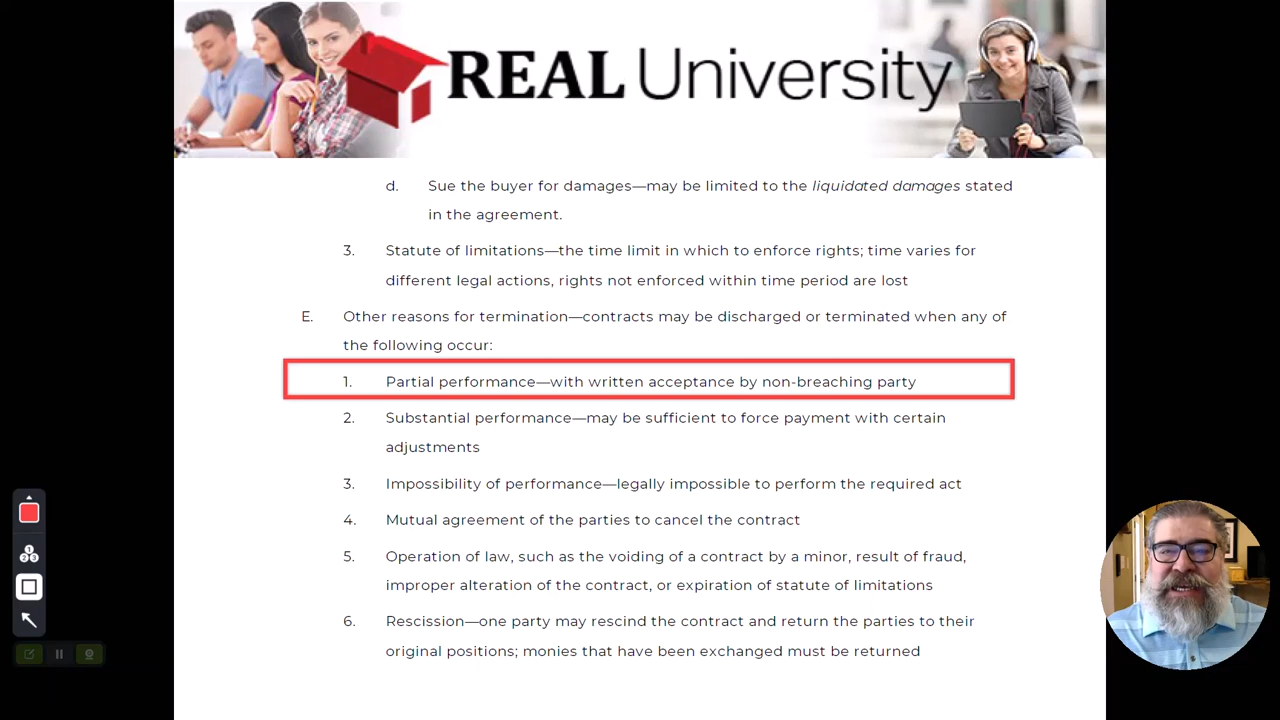 REAL University
d. Sue the buyer for damages—may be limited to the liquidated damages stated
in the agreement.
3. Statute of limitations—the time limit in which to enforce rights; time varies for
different legal actions, rights not enforced within time period are lost
E. Other reasons for termination—contracts may be discharged or terminated when any of
the following occur:
1. Partial performance—with written acceptance by non-breaching party
2. Substantial performance—may be sufficient to force payment with certain
adjustments
3. Impossibility of performance—legally impossible to perform the required act
4. Mutual agreement of the parties to cancel the contract
5. Operation of law, such as the voiding of a contract by a minor, result of fraud,
improper alteration of the contract, or expiration of statute of limitations
6. Rescission—one party may rescind the contract and return the parties to their
original positions; monies that have been exchanged must be returned